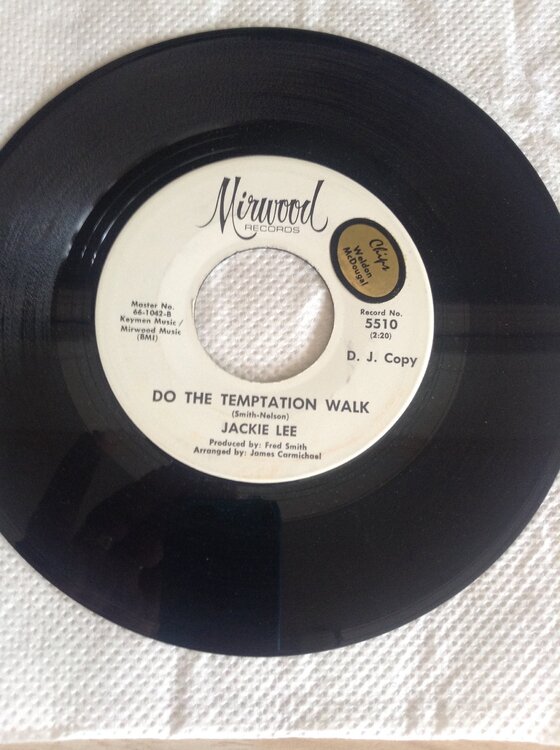 Mirwood
RECORDS
Chips
Weldon
McDougal
Master No.
66-1042-B
Keymen Music /
Mirwood Music
(BMI)
Record No.
5510
(2:20)
D. J. Copy
DO THE TEMPTATION WALK
(Smith-Nelson)
JACKIE LEE
Produced by: Fred Smith
Arranged by: James Carmichael